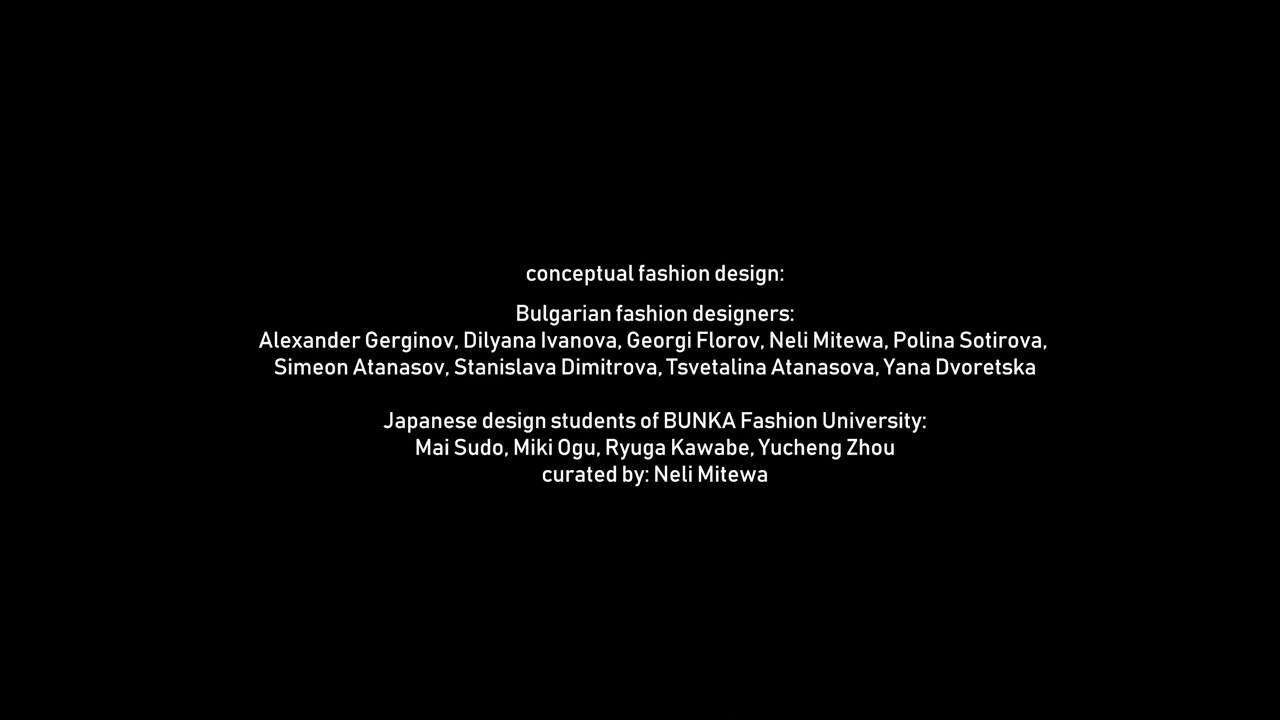 conceptual fashion design:
Bulgarian fashion designers:
Alexander Gerginov, Dilyana Ivanova, Georgi Florov, Neli Mitewa, Polina Sotirova,
Simeon Atanasov, Stanislava Dimitrova, Tsvetalina Atanasova, Yana Dvoretska
Japanese design students of BUNKA Fashion University:
Mai Sudo, Miki Ogu, Ryuga Kawabe, Yucheng Zhou
curated by: Neli Mitewa